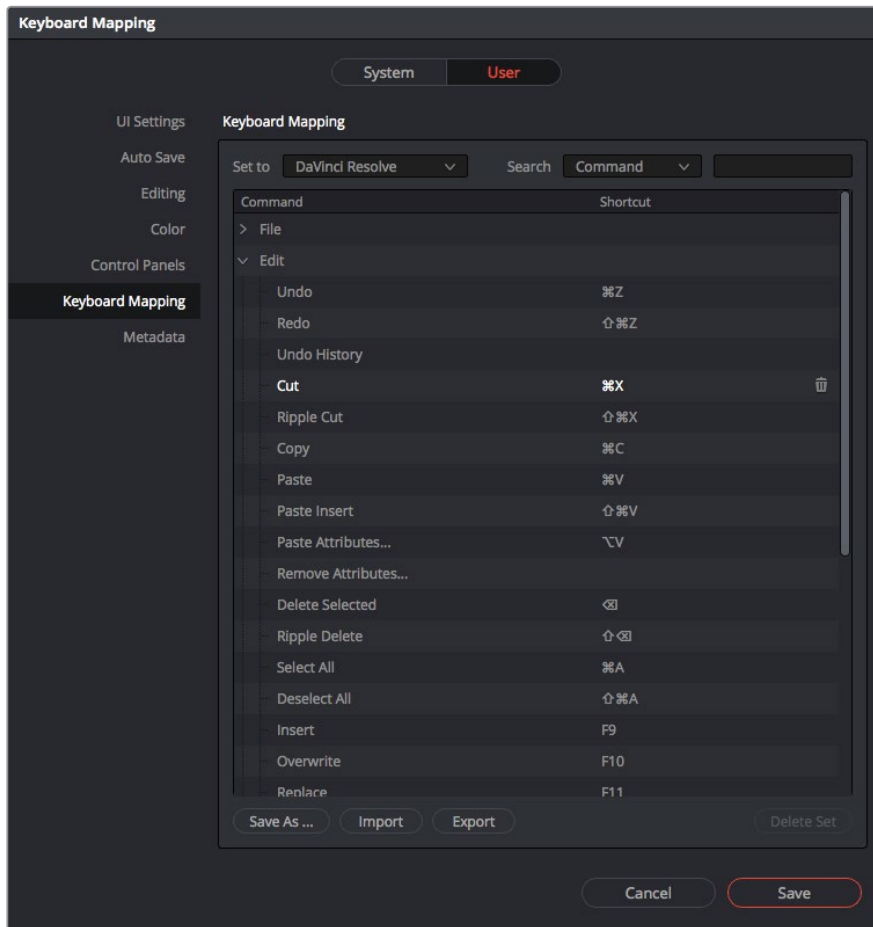 Keyboard Mapping
System User
UI Settings
Auto Save
Editing
Color
Control Panels
Keyboard Mapping
Metadata
Keyboard Mapping
Set to DaVinci Resolve Search Command
Command Shortcut
File
Edit
Undo ⌘Z
Redo ⇧⌘Z
Undo History
Cut ⌘X
Ripple Cut ⇧⌘X
Copy ⌘C
Paste ⌘V
Paste Insert ⇧⌘V
Paste Attributes... ⌥V
Remove Attributes...
Delete Selected ⌫
Ripple Delete ⇧⌫
Select All ⌘A
Deselect All ⇧⌘A
Insert F9
Overwrite F10
Replace F11
Save As ... Import Export Delete Set
Cancel Save